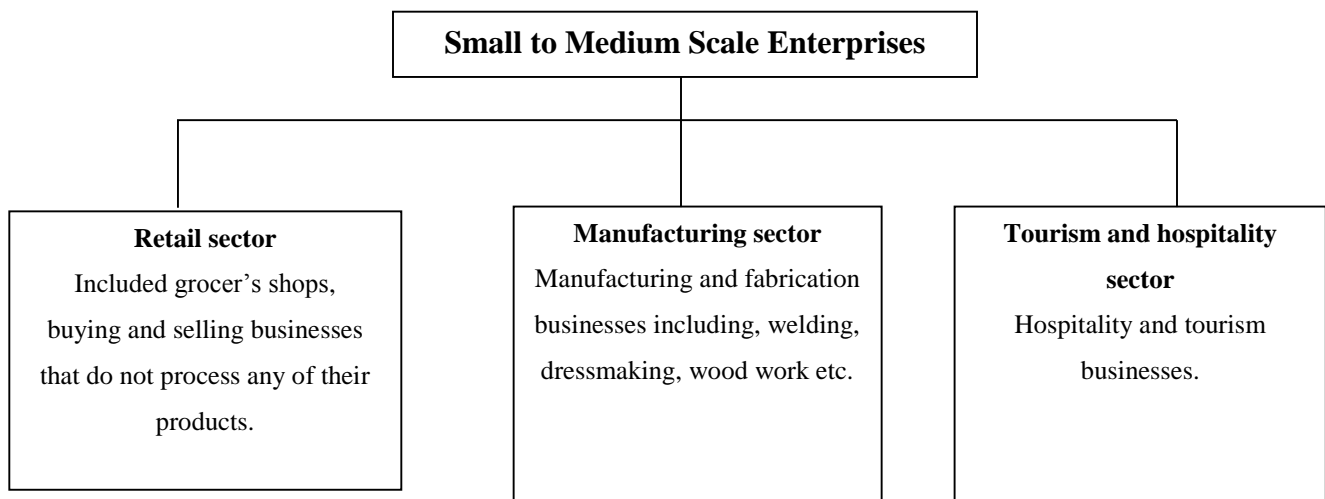 Small to Medium Scale Enterprises
Retail sector
Included grocer’s shops,
buying and selling businesses
that do not process any of their
products.
Manufacturing sector
Manufacturing and fabrication
businesses including, welding,
dressmaking, wood work etc.
Tourism and hospitality
sector
Hospitality and tourism
businesses.